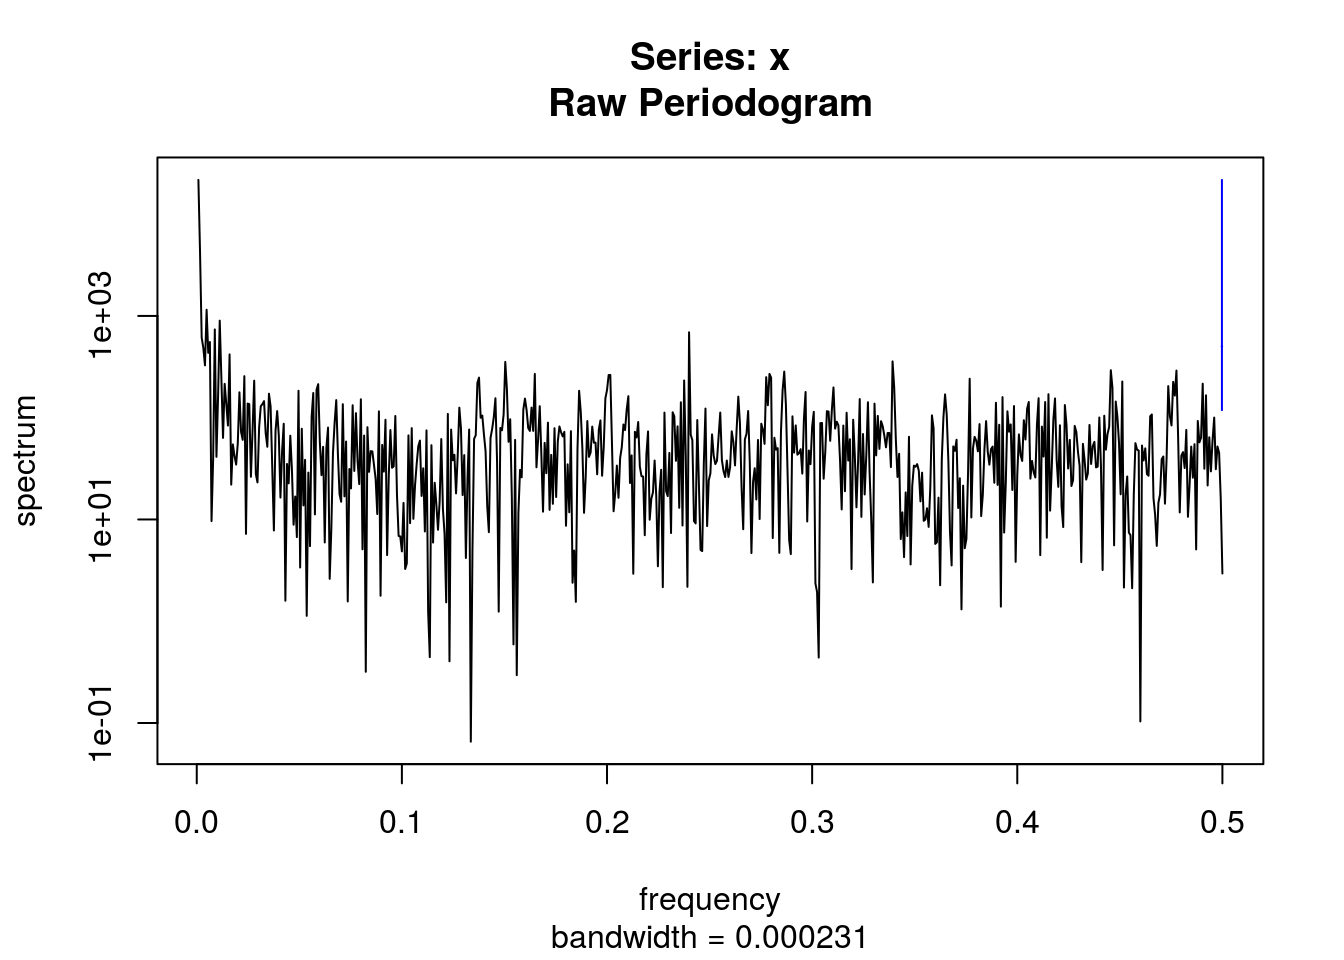 Series: x
Raw Periodogram
spectrum
1e+03
1e+01
1e-01
0.0 0.1 0.2 0.3 0.4 0.5
frequency
bandwidth = 0.000231